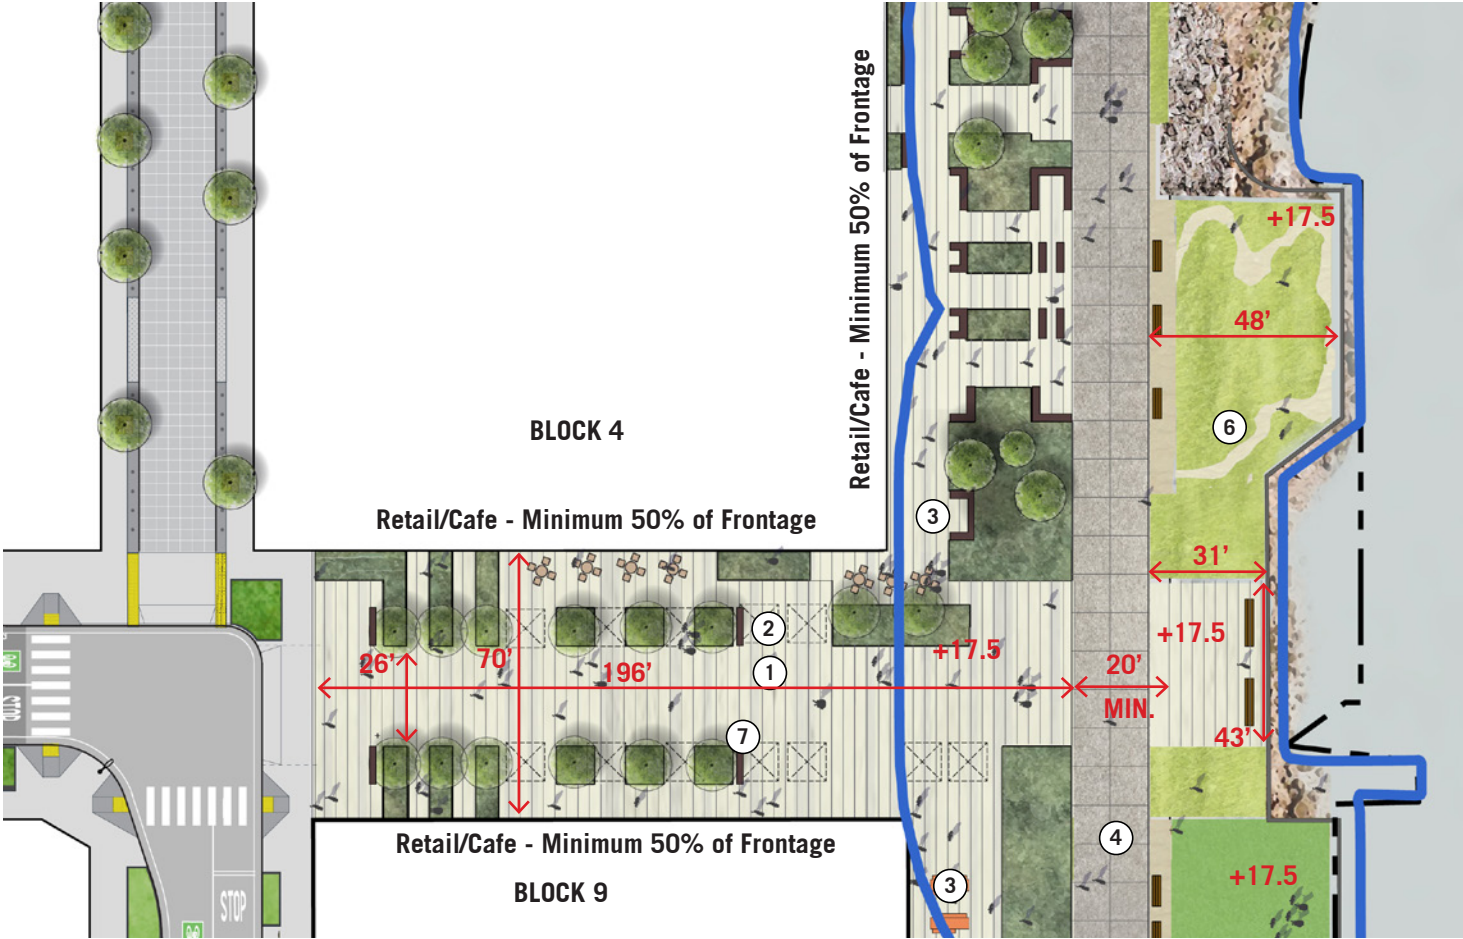 Retail/Cafe - Minimum 50% of Frontage
+17.5
48'
BLOCK 4
6
Retail/Cafe - Minimum 50% of Frontage
3
31'
2
+17.5
+17.5
26'
70'
196'
1
20'
MIN.
7
43'
Retail/Cafe - Minimum 50% of Frontage
4
BLOCK 9
3
+17.5
STOP
STOP